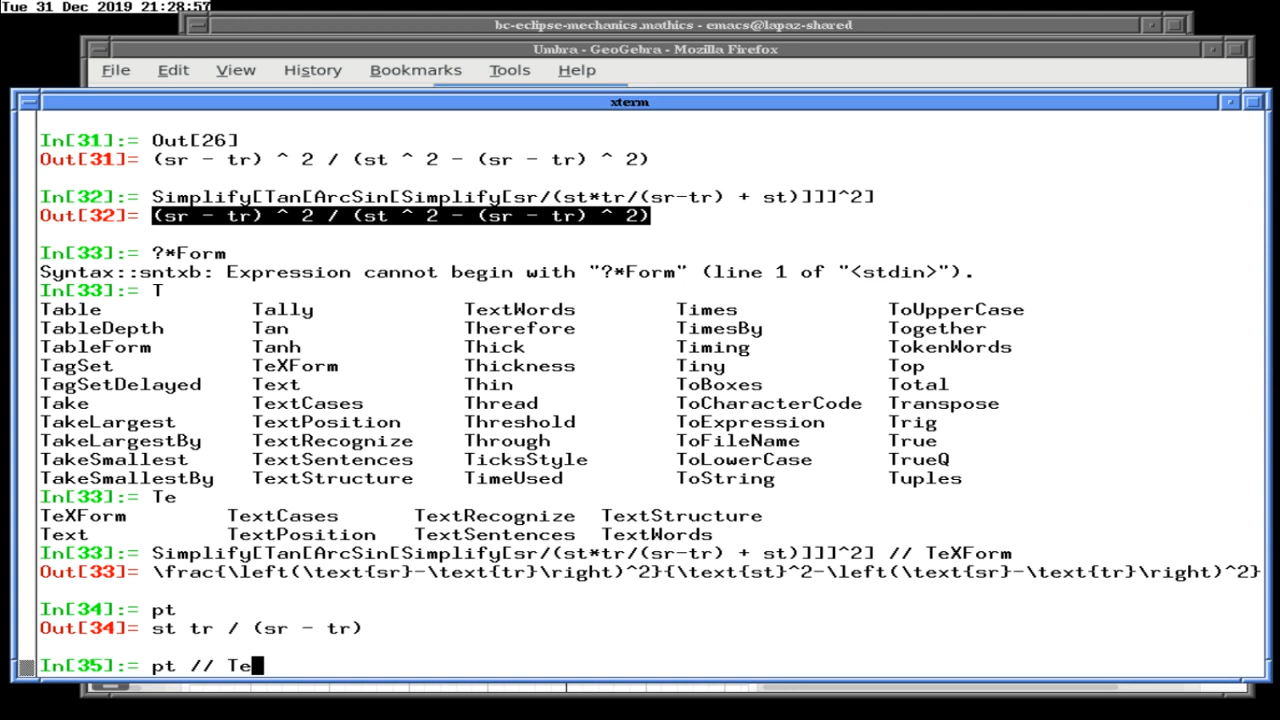 Tue 31 Dec 2019 21:28:57
bc-eclipse-mechanics.mathics - emacs@lapaz-shared
Umbra - GeoGebra - Mozilla Firefox
File Edit View History Bookmarks Tools Help
xterm
In[31]:= Out[26]
Out[31]= (sr - tr) ^ 2 / (st ^ 2 - (sr - tr) ^ 2)
In[32]:= Simplify[Tan[ArcSin[Simplify[sr/(st*tr/(sr-tr) + st)]]]^2]
Out[32]= (sr - tr) ^ 2 / (st ^ 2 - (sr - tr) ^ 2)
In[33]:= ?*Form
Syntax::sntxb: Expression cannot begin with "?*Form" (line 1 of "<stdin>").
In[33]:= T
Table Tally TextWords Times ToUpperCase
TableDepth Tan Therefore TimesBy Together
TableForm Tanh Thick Timing TokenWords
TagSet TeXForm Thickness Tiny Top
TagSetDelayed Text Thin ToBoxes Total
Take TextCases Thread ToCharacterCode Transpose
TakeLargest TextPosition Threshold ToExpression Trig
TakeLargestBy TextRecognize Through ToFileName True
TakeSmallest TextSentences TicksStyle ToLowerCase TrueQ
TakeSmallestBy TextStructure TimeUsed ToString Tuples
In[33]:= Te
TeXForm TextCases TextRecognize TextStructure
Text TextPosition TextSentences TextWords
In[33]:= Simplify[Tan[ArcSin[Simplify[sr/(st*tr/(sr-tr) + st)]]]^2] // TeXForm
Out[33]= \frac{\left(\text{sr}-\text{tr}\right)^2}{\text{st}^2-\left(\text{sr}-\text{tr}\right)^2}
In[34]:= pt
Out[34]= st tr / (sr - tr)
In[35]:= pt // Te